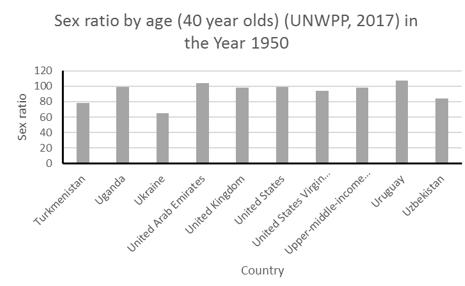 Sex ratio by age (40 year olds) (UNWPP, 2017) in
the Year 1950
120
100
80
60
40
20
0
Sex ratio
Turkmenistan
Uganda
Ukraine
United Arab Emirates
United Kingdom
United States
United States Virgin…
Upper-middle-income…
Uruguay
Uzbekistan
Country